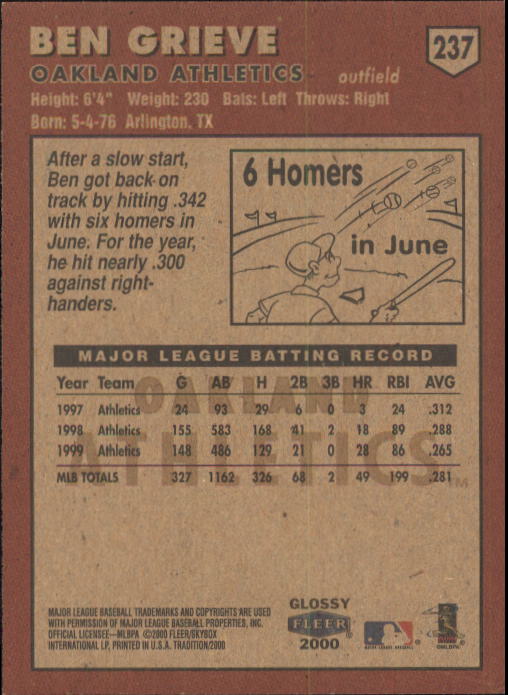 BEN GRIEVE
237
OAKLAND ATHLETICS outfield
Height: 6'4" Weight: 230 Bats: Left Throws: Right
Born: 5-4-76 Arlington, TX
After a slow start,
Ben got back on
track by hitting .342
with six homers in
June. For the year,
he hit nearly .300
against right-
handers.
6 Homers
in June
MAJOR LEAGUE BATTING RECORD
Year Team G AB H 2B 3B HR RBI AVG
1997 Athletics 24 93 29 6 0 3 24 .312
1998 Athletics 155 583 168 41 2 18 89 .288
1999 Athletics 148 486 129 21 0 28 86 .265
MLB TOTALS 327 1162 326 68 2 49 199 .281
OAKLAND
ATHLETICS™
MAJOR LEAGUE BASEBALL TRADEMARKS AND COPYRIGHTS ARE USED
WITH PERMISSION OF MAJOR LEAGUE BASEBALL PROPERTIES, INC.
OFFICIAL LICENSEE—MLBPA ©2000 FLEER/SKYBOX
INTERNATIONAL LP, PRINTED IN U.S.A. TRADITION/2000
GLOSSY
FLEER
2000
MAJOR LEAGUE BASEBALL
©MLBPA